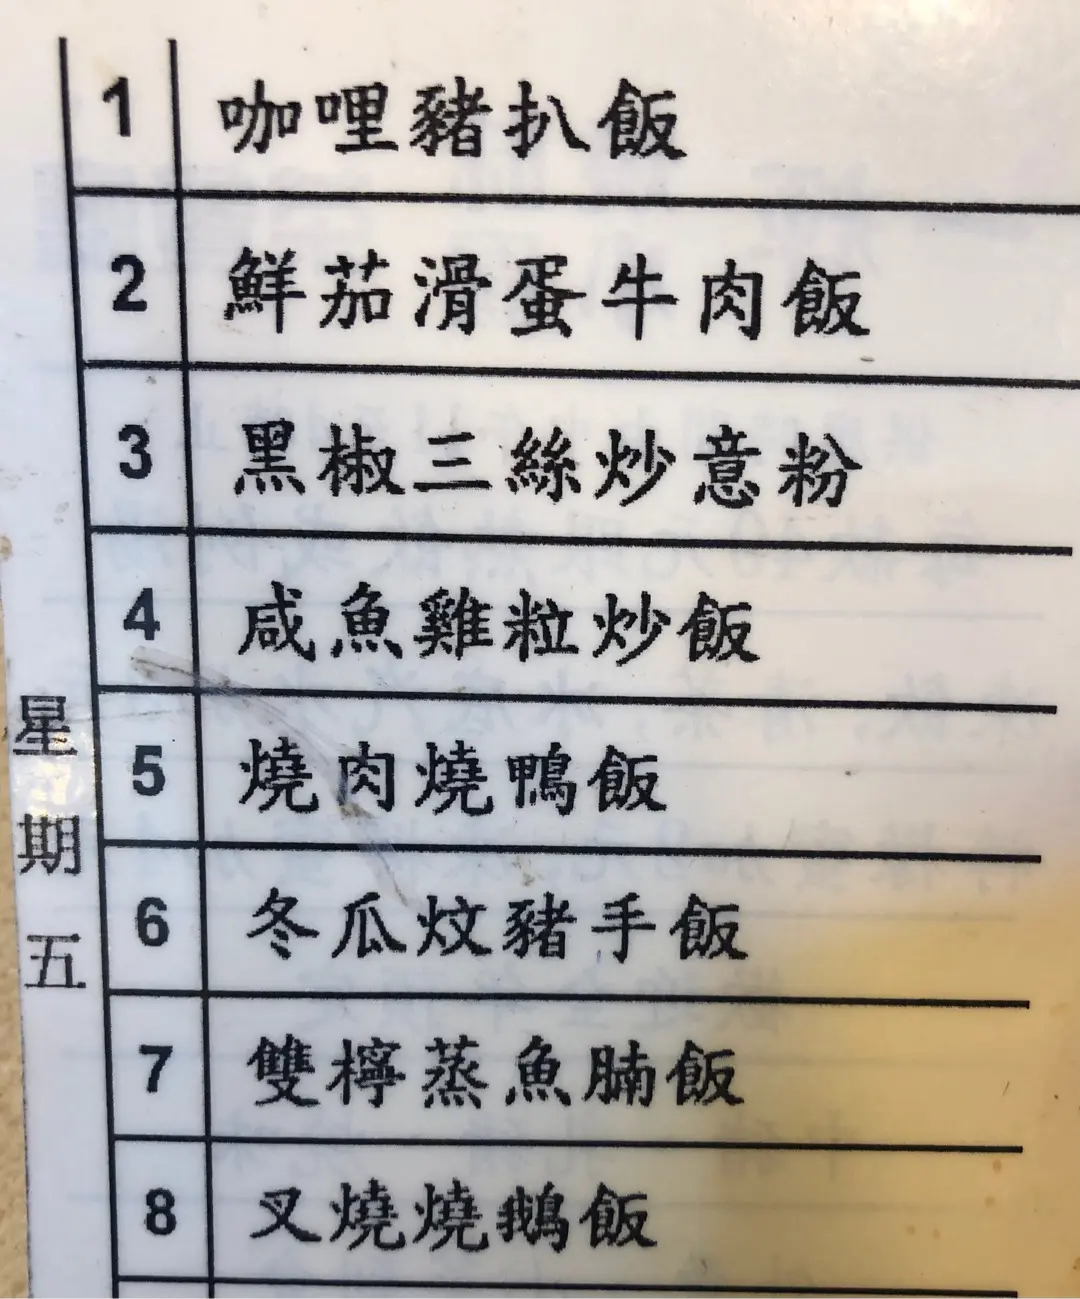 星期五
1 咖哩豬扒飯
2 鮮茄滑蛋牛肉飯
3 黑椒三絲炒意粉
4 咸魚雞粒炒飯
5 燒肉燒鴨飯
6 冬瓜炆豬手飯
7 雙檸蒸魚腩飯
8 叉燒燒鵝飯